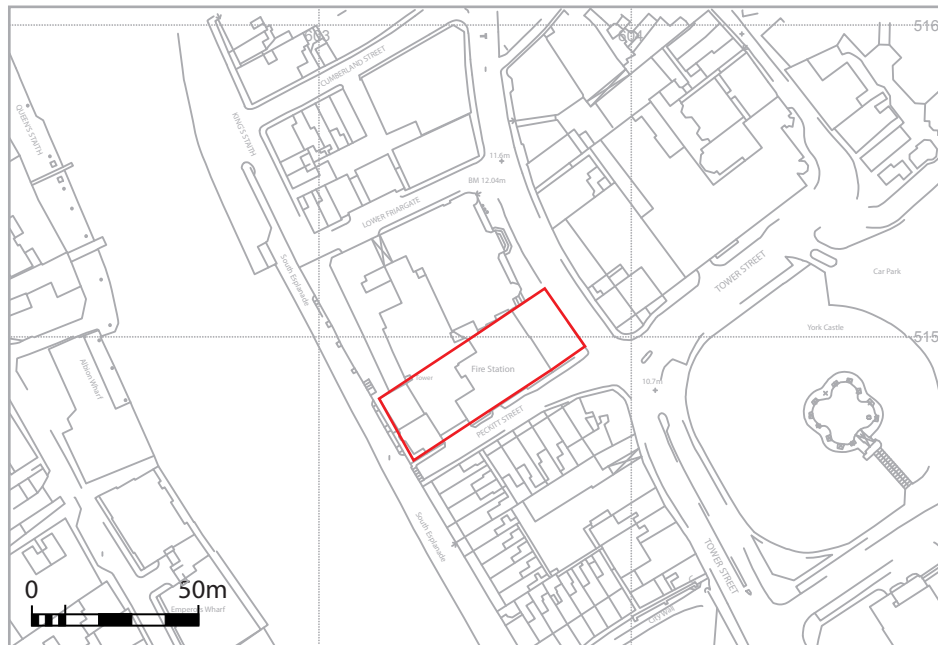 603
604
516
CUMBERLAND STREET
QUEEN'S STAITH
KING'S STAITH
11.6m
BM 12.04m
LOWER FRIARGATE
South Esplanade
TOWER STREET
Car Park
York Castle
515
Albion Wharf
Tower
Fire Station
10.7m
PECKITT STREET
South Esplanade
TOWER STREET
City Wall
0
50m
Emperor's Wharf